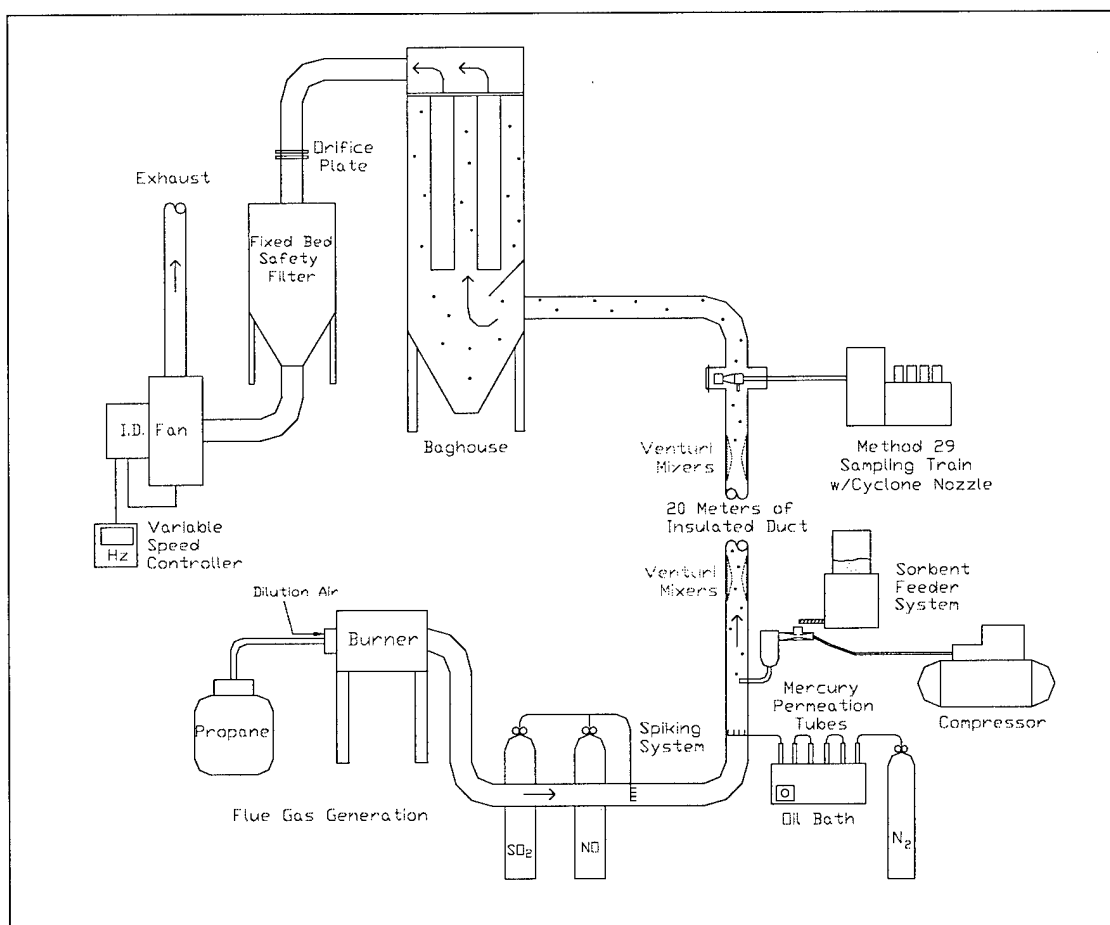 Orifice
Plate
Exhaust
Fixed Bed
Safety
Filter
I.D. Fan
Baghouse
Venturi
Mixers
Method 29
Sampling Train
w/Cyclone Nozzle
20 Meters of
Insulated Duct
Hz
Variable
Speed
Controller
Venturi
Mixers
Sorbent
Feeder
System
Dilution Air
Burner
Propane
Mercury
Permeation
Tubes
Compressor
Spiking
System
Flue Gas Generation
SO₂
NO
Oil Bath
N₂